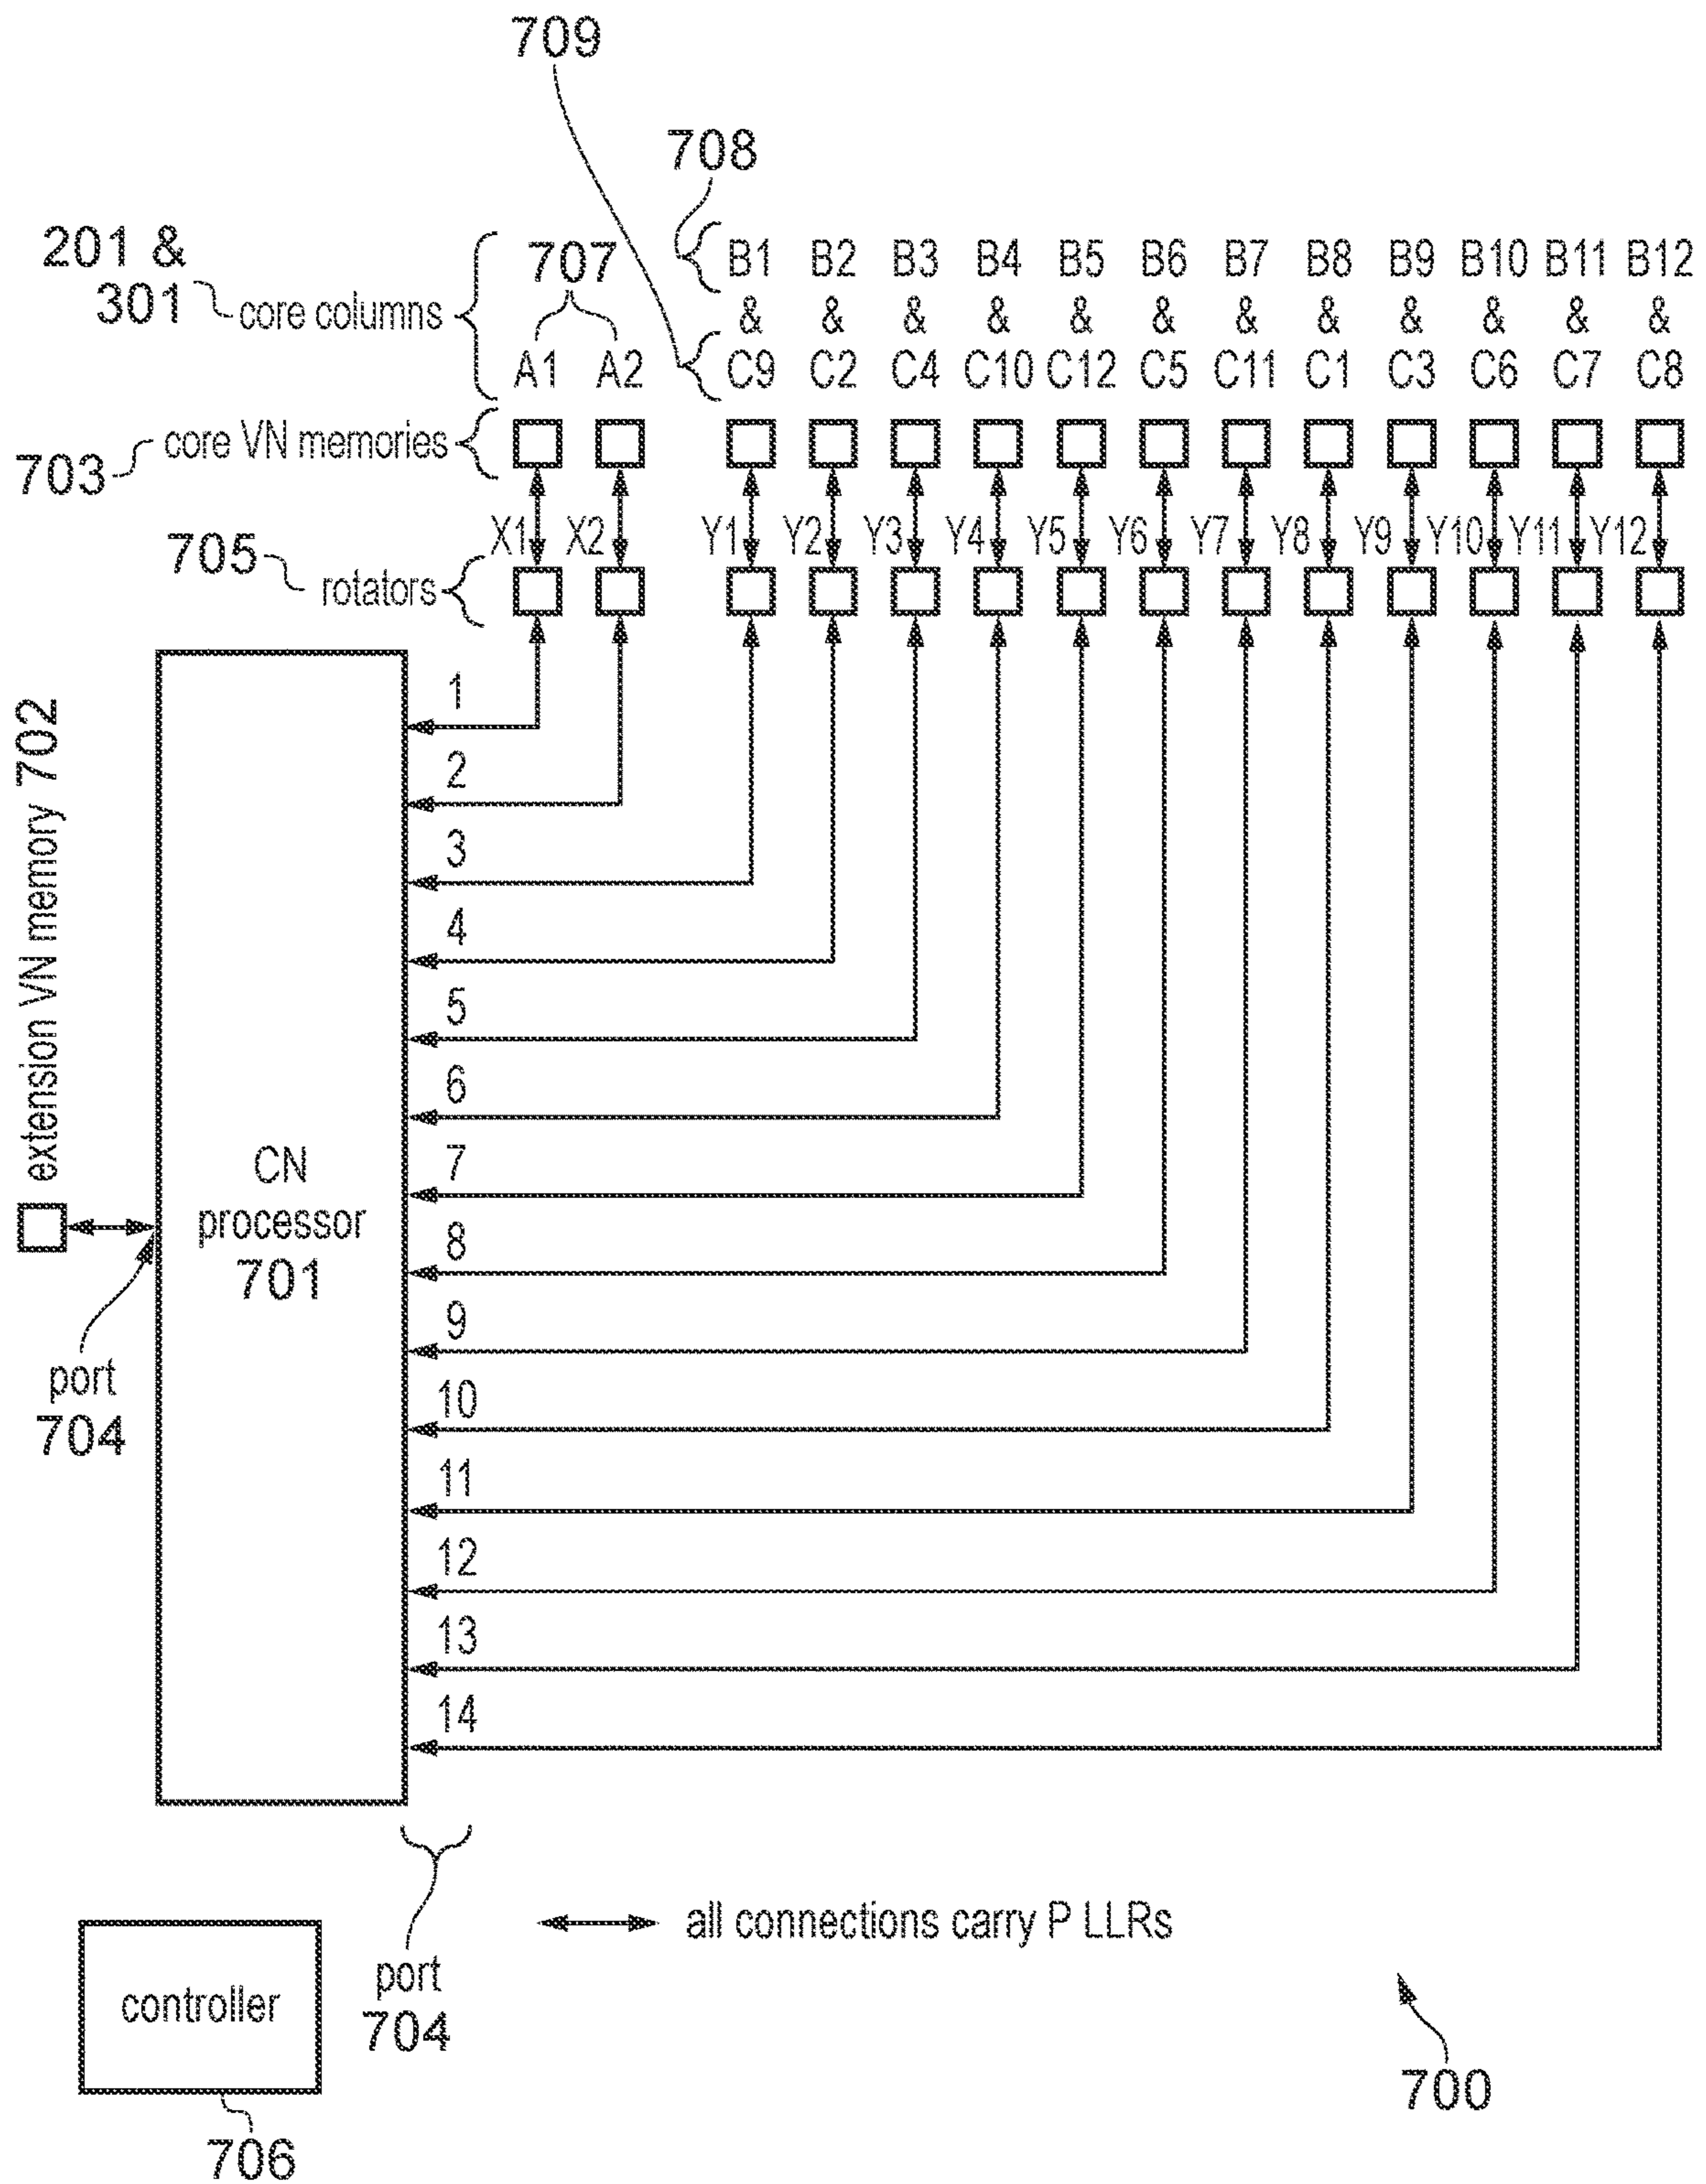 709
708
201 &
301
core columns
707
B1 B2 B3 B4 B5 B6 B7 B8 B9 B10 B11 B12
& & & & & & & & & & & &
A1 A2 C9 C2 C4 C10 C12 C5 C11 C1 C3 C6 C7 C8
703
core VN memories
X1 X2 Y1 Y2 Y3 Y4 Y5 Y6 Y7 Y8 Y9 Y10 Y11 Y12
705
rotators
1
2
3
4
5
6
7
8
9
10
11
12
13
14
extension VN memory 702
CN
processor
701
port
704
port
704
all connections carry P LLRs
controller
706
700